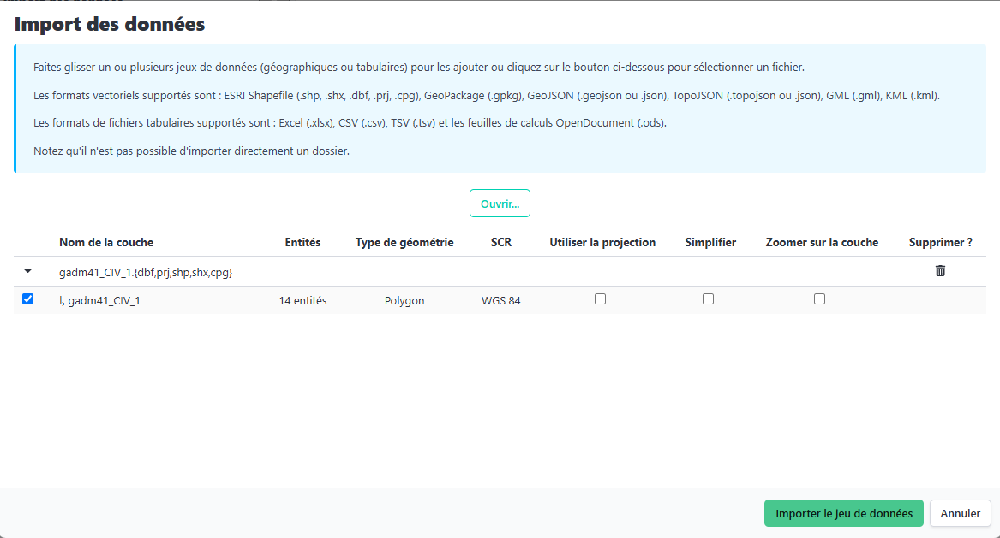 Import des données
Faites glisser un ou plusieurs jeux de données (géographiques ou tabulaires) pour les ajouter ou cliquez sur le bouton ci-dessous pour sélectionner un fichier.
Les formats vectoriels supportés sont : ESRI Shapefile (.shp, .shx, .dbf, .prj, .cpg), GeoPackage (.gpkg), GeoJSON (.geojson ou .json), TopoJSON (.topojson ou .json), GML (.gml), KML (.kml).
Les formats de fichiers tabulaires supportés sont : Excel (.xlsx), CSV (.csv), TSV (.tsv) et les feuilles de calculs OpenDocument (.ods).
Notez qu'il n'est pas possible d'importer directement un dossier.
Ouvrir...
Nom de la couche Entités Type de géométrie SCR Utiliser la projection Simplifier Zoomer sur la couche Supprimer ?
gadm41_CIV_1.{dbf,prj,shp,shx,cpg}
↳ gadm41_CIV_1 14 entités Polygon WGS 84
Importer le jeu de données Annuler